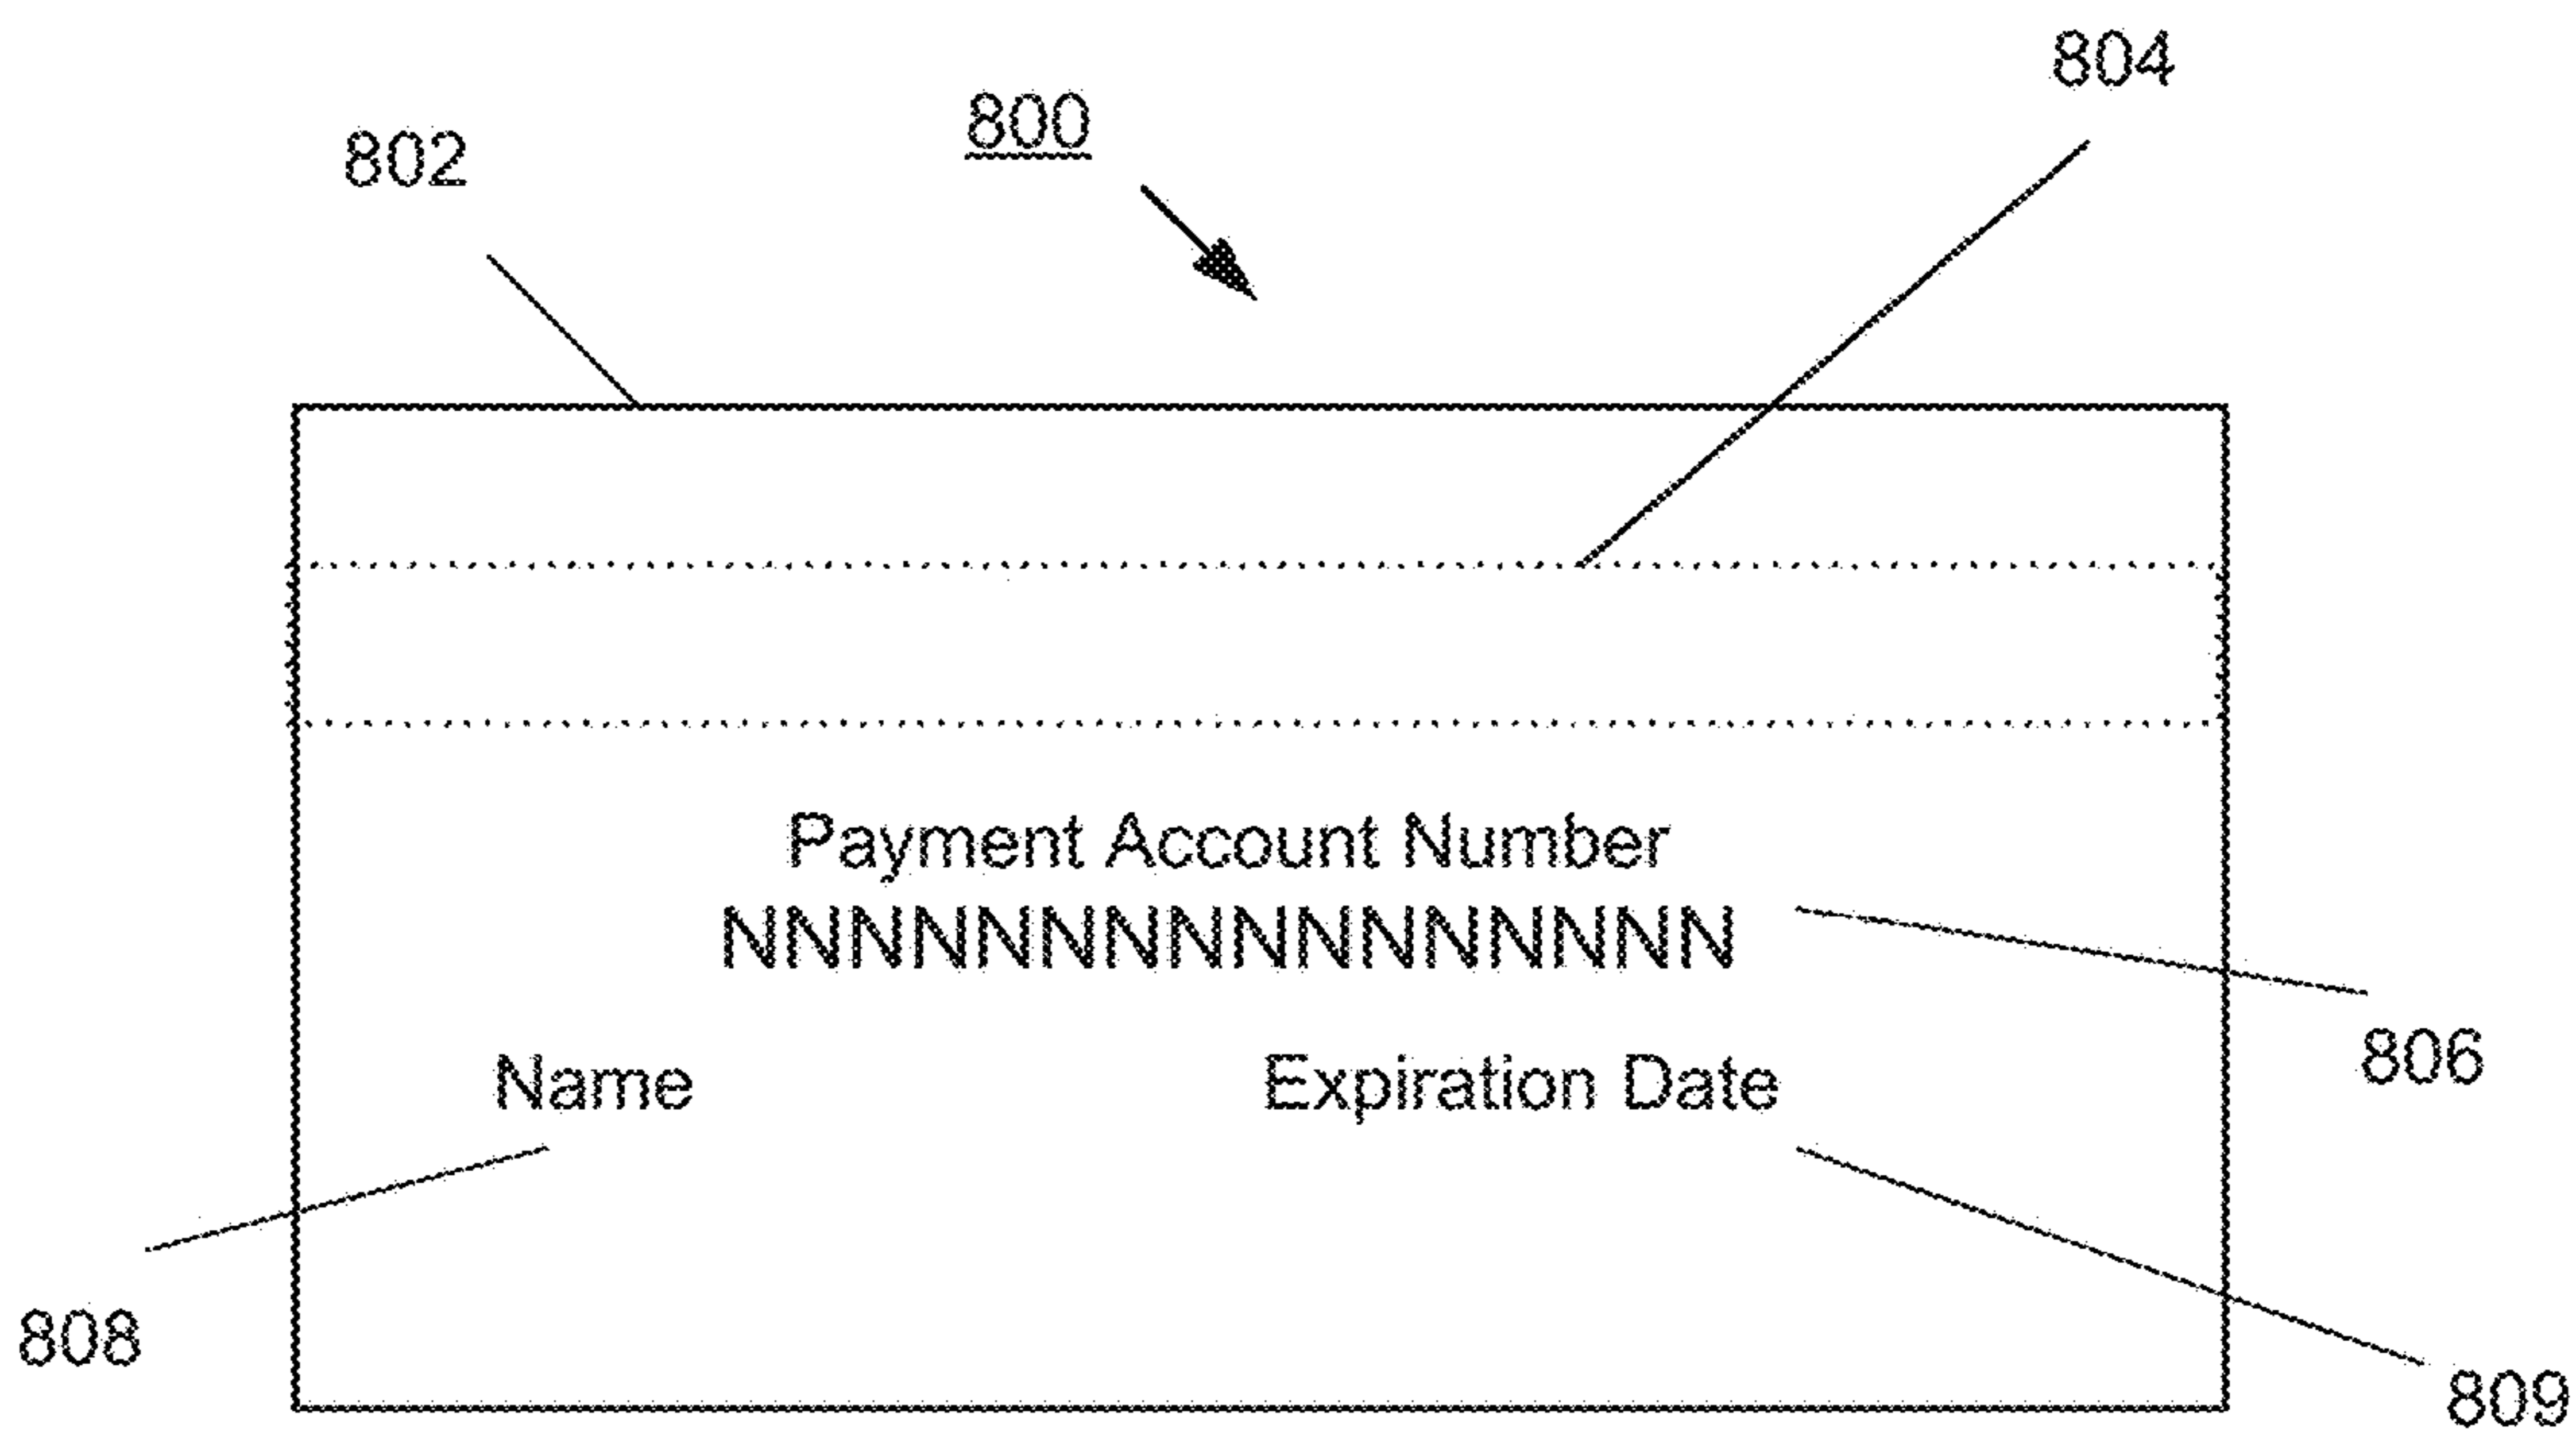 804
800
802
Payment Account Number
NNNNNNNNNNNNNNNN
806
Name Expiration Date
808
809